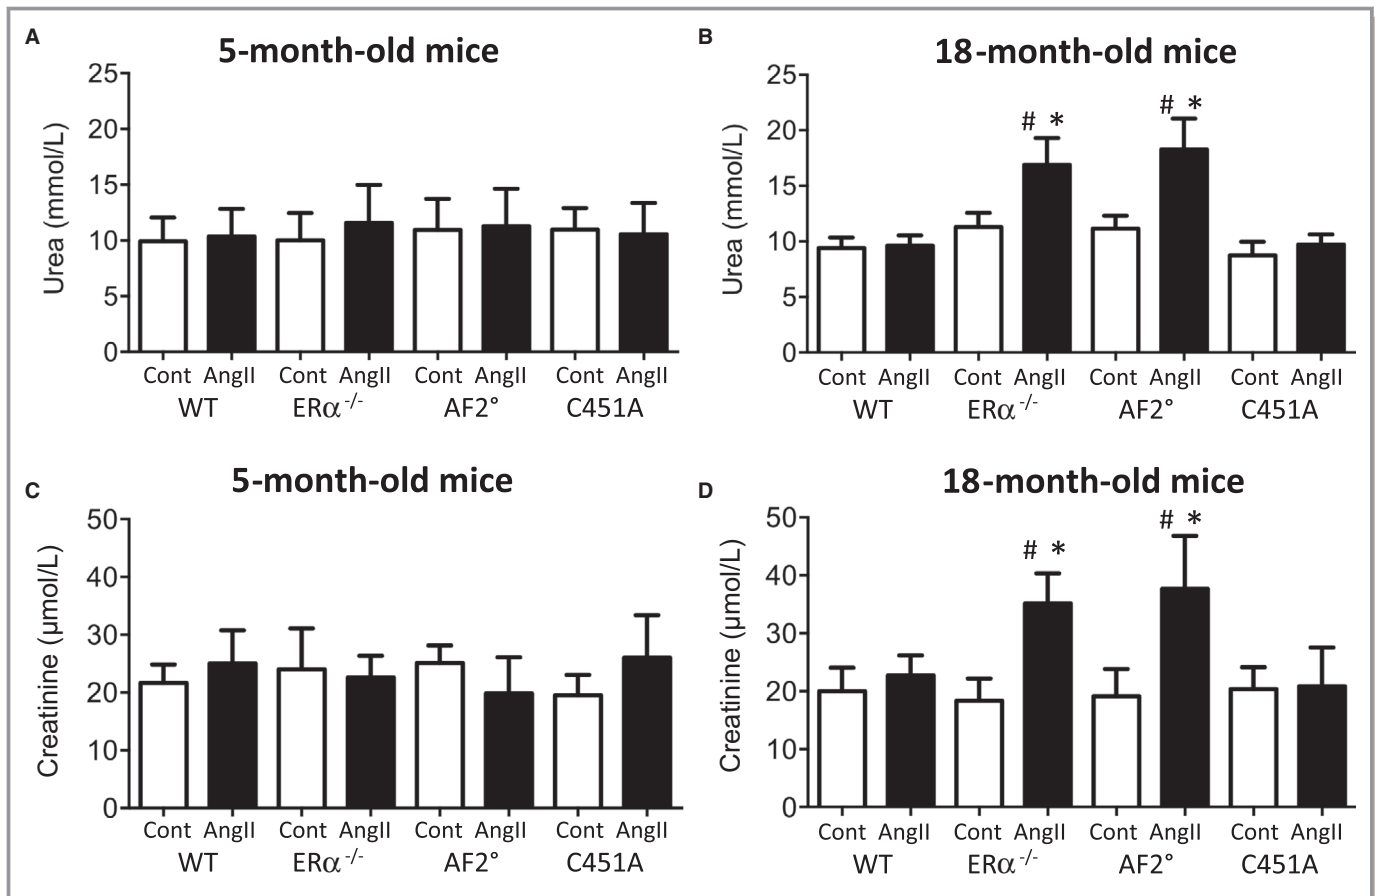 A
5-month-old mice
25
20
15
10
5
0
Urea (mmol/L)
Cont AngII Cont AngII Cont AngII Cont AngII
WT ERα-/- AF2° C451A
B
18-month-old mice
25
20
15
10
5
0
Urea (mmol/L)
# *
# *
Cont AngII Cont AngII Cont AngII Cont AngII
WT ERα-/- AF2° C451A
C
5-month-old mice
50
40
30
20
10
0
Creatinine (µmol/L)
Cont AngII Cont AngII Cont AngII Cont AngII
WT ERα-/- AF2° C451A
D
18-month-old mice
50
40
30
20
10
0
Creatinine (µmol/L)
# *
# *
Cont AngII Cont AngII Cont AngII Cont AngII
WT ERα-/- AF2° C451A